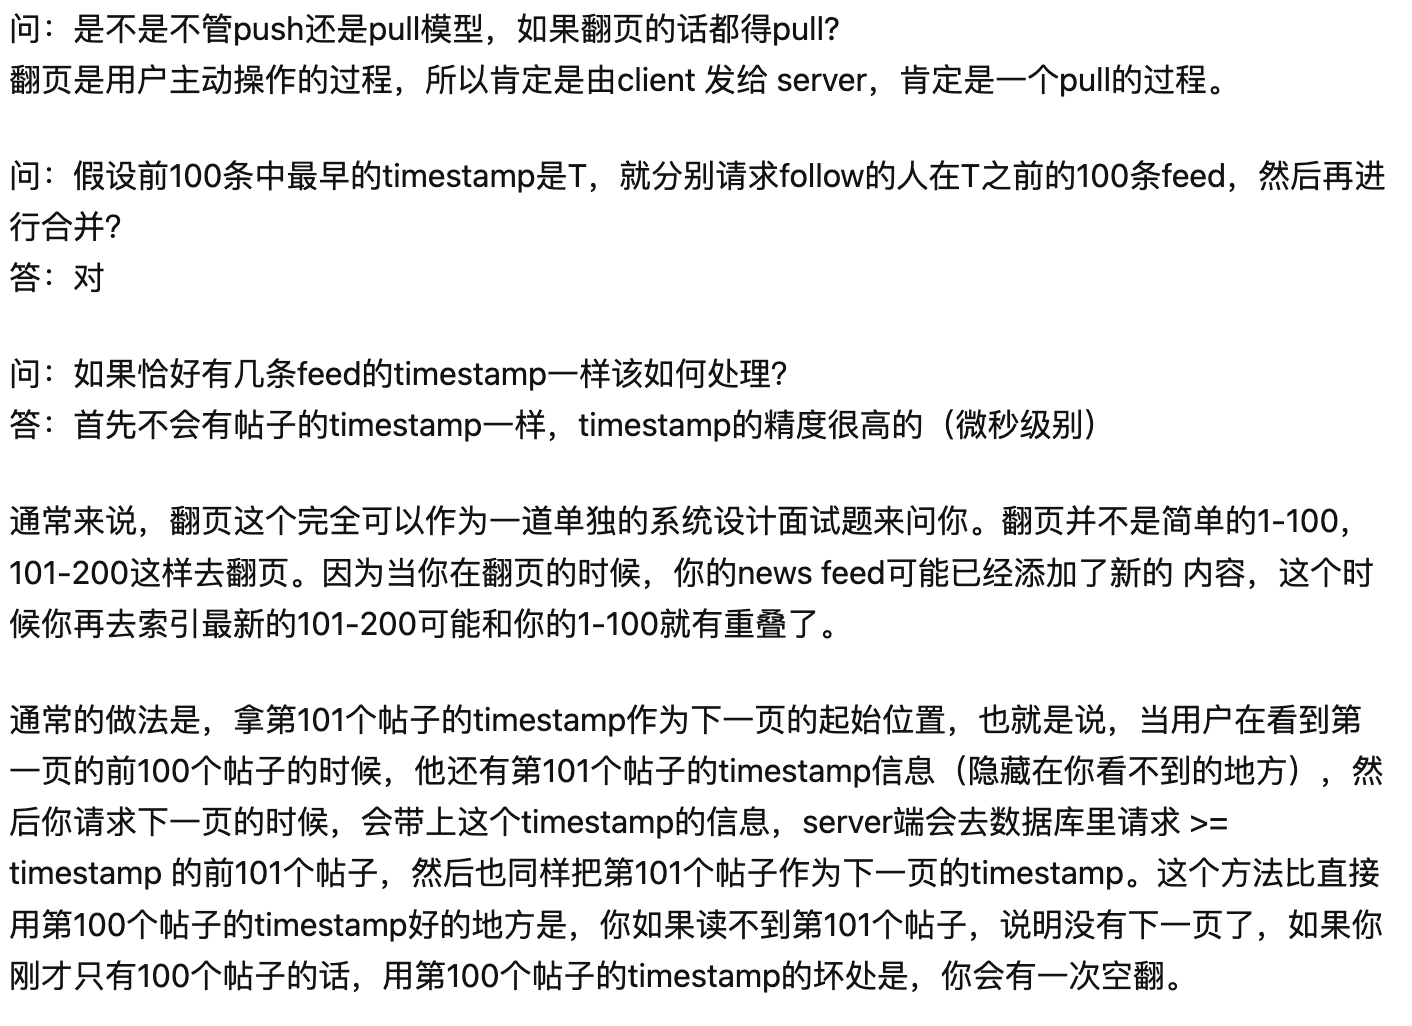 问：是不是不管push还是pull模型，如果翻页的话都得pull?
翻页是用户主动操作的过程，所以肯定是由client 发给 server，肯定是一个pull的过程。
问：假设前100条中最早的timestamp是T，就分别请求follow的人在T之前的100条feed，然后再进
行合并?
答：对
问：如果恰好有几条feed的timestamp一样该如何处理?
答：首先不会有帖子的timestamp一样，timestamp的精度很高的（微秒级别）
通常来说，翻页这个完全可以作为一道单独的系统设计面试题来问你。翻页并不是简单的1-100，
101-200这样去翻页。因为当你在翻页的时候，你的news feed可能已经添加了新的 内容，这个时
候你再去索引最新的101-200可能和你的1-100就有重叠了。
通常的做法是，拿第101个帖子的timestamp作为下一页的起始位置，也就是说，当用户在看到第
一页的前100个帖子的时候，他还有第101个帖子的timestamp信息（隐藏在你看不到的地方），然
后你请求下一页的时候，会带上这个timestamp的信息，server端会去数据库里请求 >=
timestamp 的前101个帖子，然后也同样把第101个帖子作为下一页的timestamp。这个方法比直接
用第100个帖子的timestamp好的地方是，你如果读不到第101个帖子，说明没有下一页了，如果你
刚才只有100个帖子的话，用第100个帖子的timestamp的坏处是，你会有一次空翻。